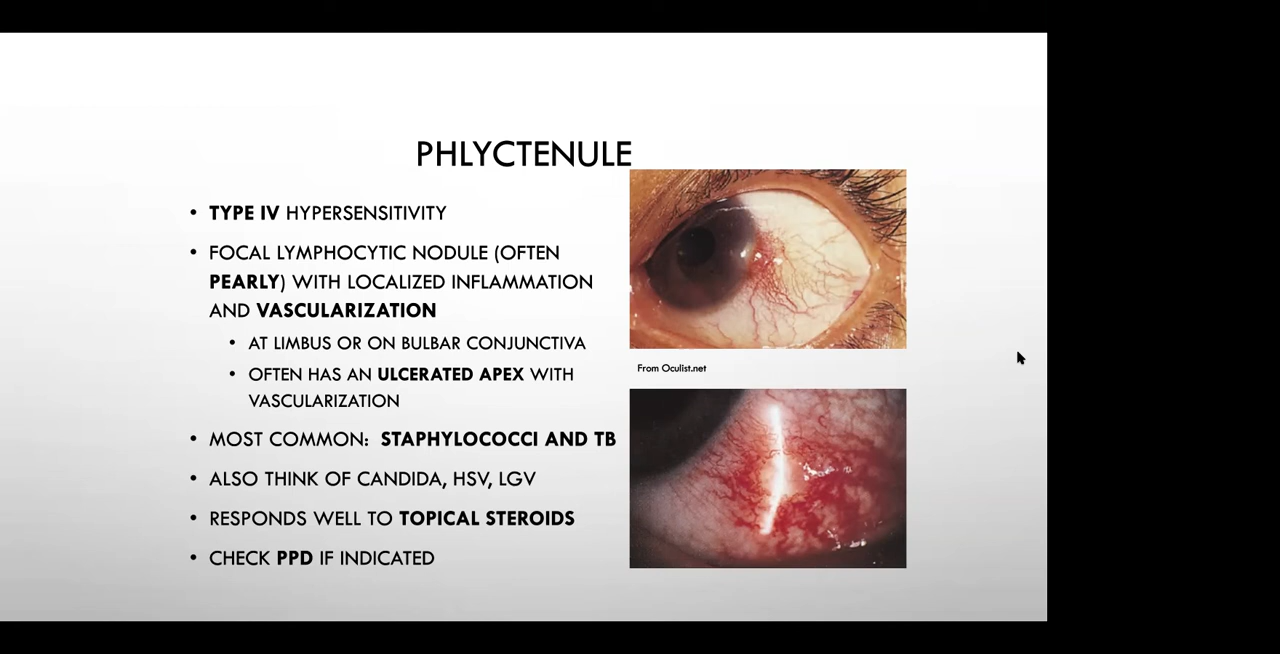 PHLYCTENULE
• TYPE IV HYPERSENSITIVITY
• FOCAL LYMPHOCYTIC NODULE (OFTEN
PEARLY) WITH LOCALIZED INFLAMMATION
AND VASCULARIZATION
• AT LIMBUS OR ON BULBAR CONJUNCTIVA
• OFTEN HAS AN ULCERATED APEX WITH
VASCULARIZATION
• MOST COMMON: STAPHYLOCOCCI AND TB
• ALSO THINK OF CANDIDA, HSV, LGV
• RESPONDS WELL TO TOPICAL STEROIDS
• CHECK PPD IF INDICATED
From Oculist.net